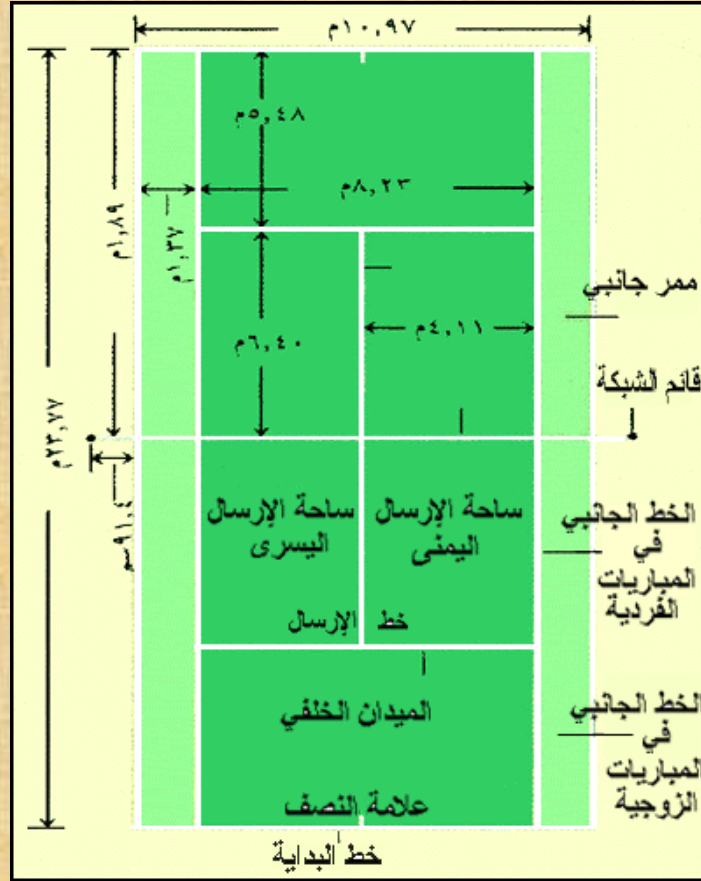 ١٠,٩٧م
٥,٤٨م
٨,٢٣م
١,٨٩م
١,٣٧م
ممر جانبي
٤,١١م
٦,٤٠م
قائم الشبكة
٢٣,٧٧م
٩١,٤سم
ساحة الإرسال
اليسرى
ساحة الإرسال
اليمنى
الخط الجانبي
في
المباريات
الفردية
خط الإرسال
الميدان الخلفي
الخط الجانبي
في
المباريات
الزوجية
علامة النصف
خط البداية